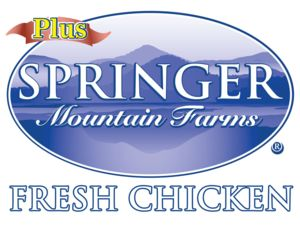 Plus
SPRINGER
Mountain Farms
®
FRESH CHICKEN